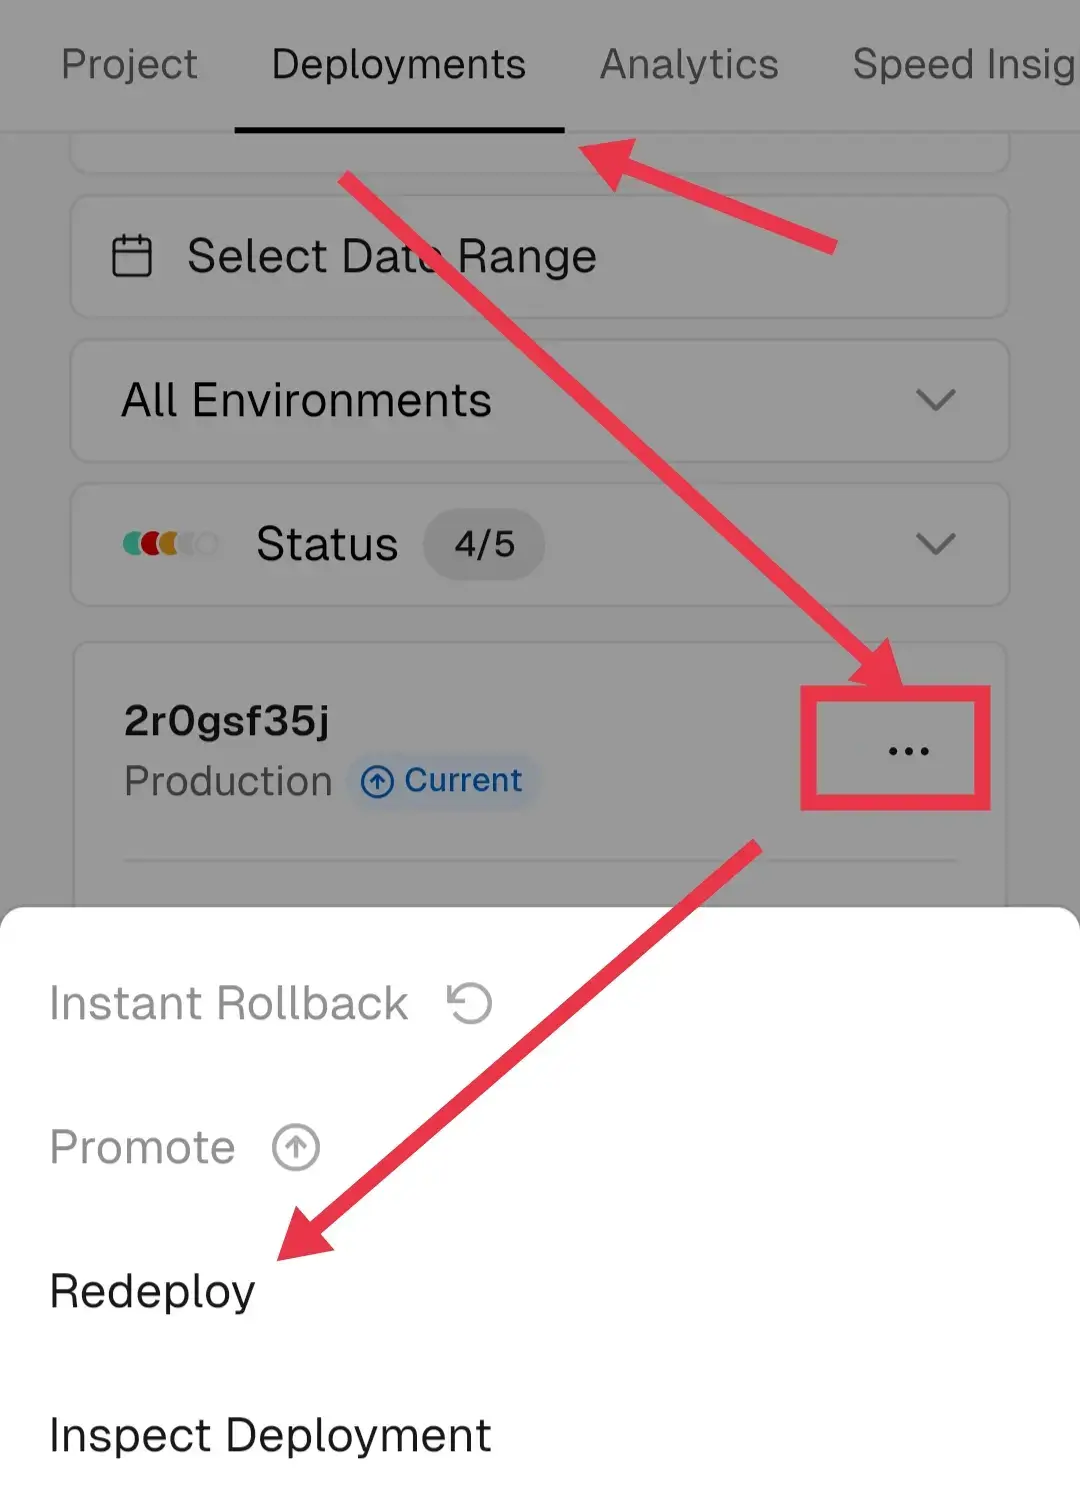 Project Deployments Analytics Speed Insig
Select Date Range
All Environments
Status 4/5
2r0gsf35j
...
Production Current
Instant Rollback
Promote
Redeploy
Inspect Deployment